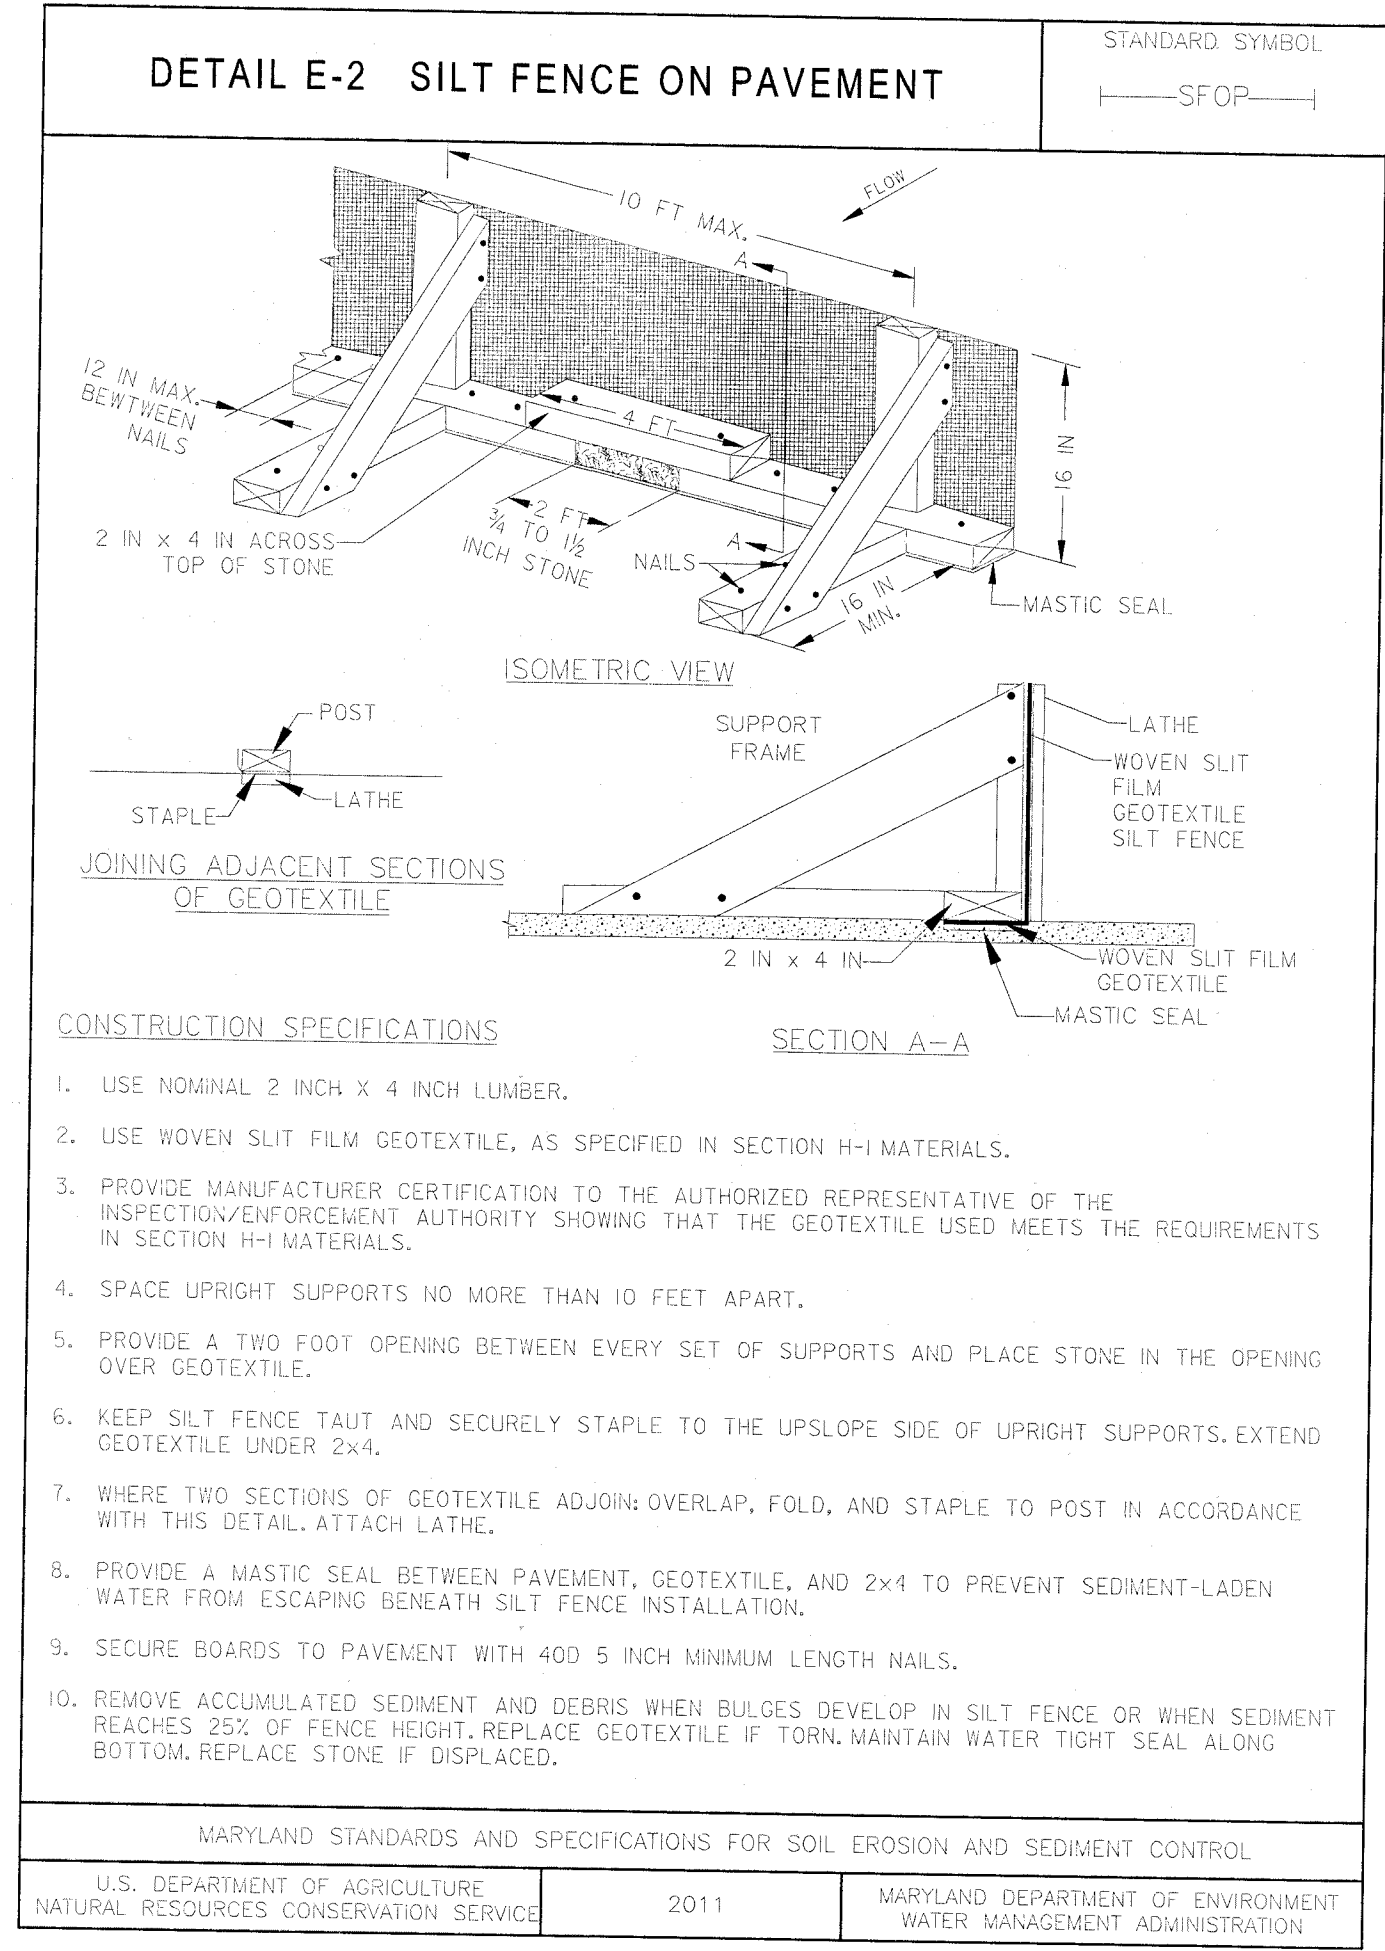 DETAIL E-2 SILT FENCE ON PAVEMENT
STANDARD SYMBOL
SFOP
10 FT MAX.
FLOW
A
12 IN MAX.
BEWTWEEN
NAILS
4 FT
16 IN
2 FT
3/4 TO 1 1/2
INCH STONE
2 IN x 4 IN ACROSS
TOP OF STONE
A
NAILS
16 IN
MIN.
MASTIC SEAL
ISOMETRIC VIEW
POST
STAPLE
LATHE
JOINING ADJACENT SECTIONS
OF GEOTEXTILE
SUPPORT
FRAME
LATHE
WOVEN SLIT
FILM
GEOTEXTILE
SILT FENCE
2 IN x 4 IN
WOVEN SLIT FILM
GEOTEXTILE
MASTIC SEAL
SECTION A-A
CONSTRUCTION SPECIFICATIONS
1. USE NOMINAL 2 INCH X 4 INCH LUMBER.
2. USE WOVEN SLIT FILM GEOTEXTILE, AS SPECIFIED IN SECTION H-1 MATERIALS.
3. PROVIDE MANUFACTURER CERTIFICATION TO THE AUTHORIZED REPRESENTATIVE OF THE
INSPECTION/ENFORCEMENT AUTHORITY SHOWING THAT THE GEOTEXTILE USED MEETS THE REQUIREMENTS
IN SECTION H-1 MATERIALS.
4. SPACE UPRIGHT SUPPORTS NO MORE THAN 10 FEET APART.
5. PROVIDE A TWO FOOT OPENING BETWEEN EVERY SET OF SUPPORTS AND PLACE STONE IN THE OPENING
OVER GEOTEXTILE.
6. KEEP SILT FENCE TAUT AND SECURELY STAPLE TO THE UPSLOPE SIDE OF UPRIGHT SUPPORTS. EXTEND
GEOTEXTILE UNDER 2x4.
7. WHERE TWO SECTIONS OF GEOTEXTILE ADJOIN: OVERLAP, FOLD, AND STAPLE TO POST IN ACCORDANCE
WITH THIS DETAIL. ATTACH LATHE.
8. PROVIDE A MASTIC SEAL BETWEEN PAVEMENT, GEOTEXTILE, AND 2x4 TO PREVENT SEDIMENT-LADEN
WATER FROM ESCAPING BENEATH SILT FENCE INSTALLATION.
9. SECURE BOARDS TO PAVEMENT WITH 40D 5 INCH MINIMUM LENGTH NAILS.
10. REMOVE ACCUMULATED SEDIMENT AND DEBRIS WHEN BULGES DEVELOP IN SILT FENCE OR WHEN SEDIMENT
REACHES 25% OF FENCE HEIGHT. REPLACE GEOTEXTILE IF TORN. MAINTAIN WATER TIGHT SEAL ALONG
BOTTOM. REPLACE STONE IF DISPLACED.
MARYLAND STANDARDS AND SPECIFICATIONS FOR SOIL EROSION AND SEDIMENT CONTROL
U.S. DEPARTMENT OF AGRICULTURE
NATURAL RESOURCES CONSERVATION SERVICE
2011
MARYLAND DEPARTMENT OF ENVIRONMENT
WATER MANAGEMENT ADMINISTRATION